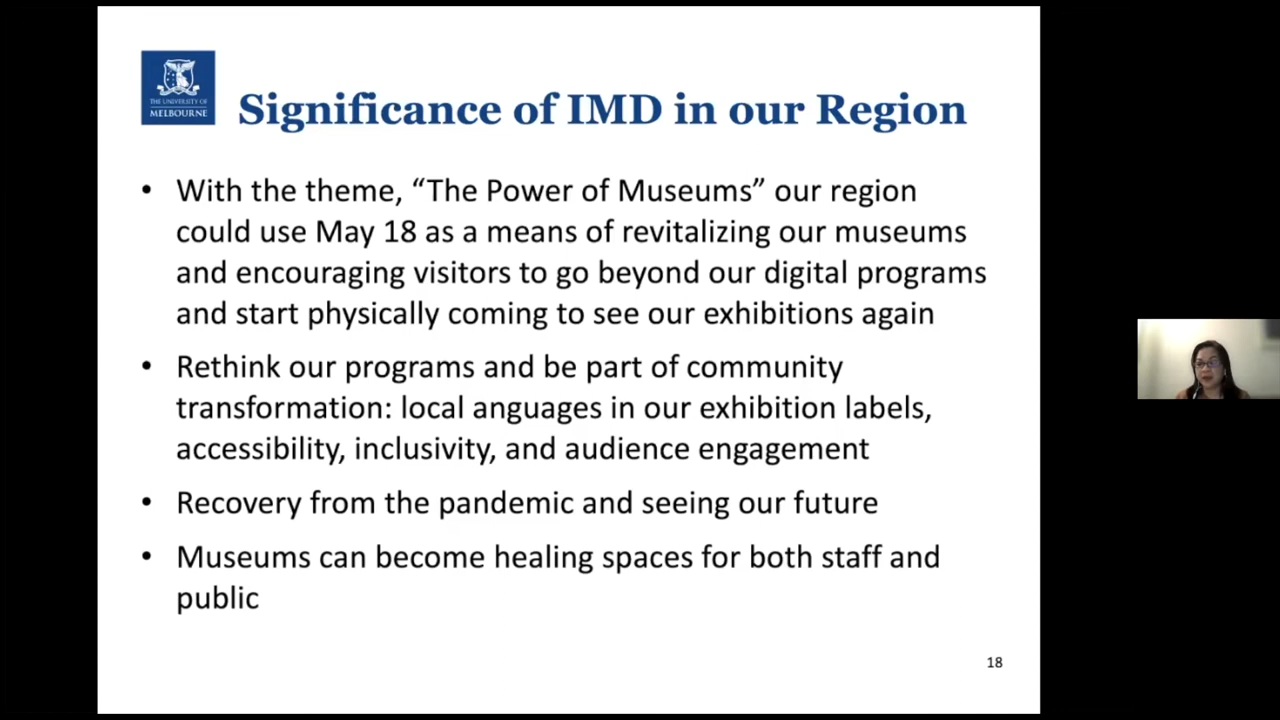 THE UNIVERSITY OF
MELBOURNE
Significance of IMD in our Region
• With the theme, “The Power of Museums” our region
could use May 18 as a means of revitalizing our museums
and encouraging visitors to go beyond our digital programs
and start physically coming to see our exhibitions again
• Rethink our programs and be part of community
transformation: local anguages in our exhibition labels,
accessibility, inclusivity, and audience engagement
• Recovery from the pandemic and seeing our future
• Museums can become healing spaces for both staff and
public
18